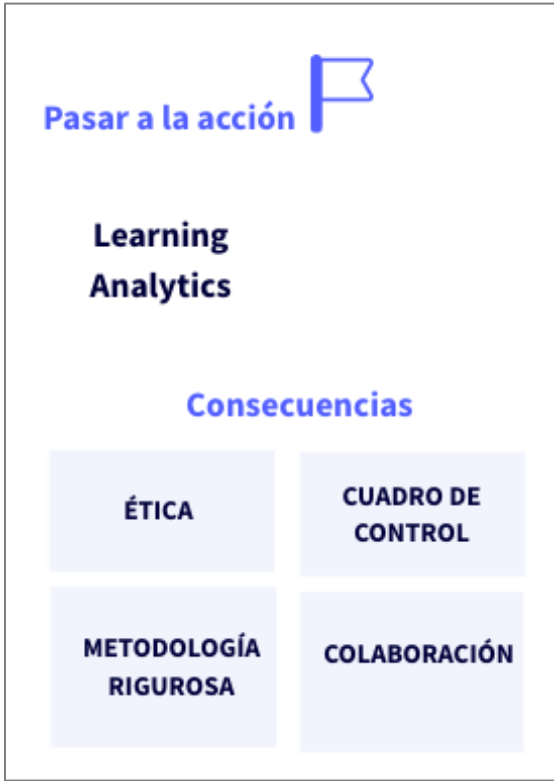 Pasar a la acción
Learning
Analytics
Consecuencias
ÉTICA
CUADRO DE
CONTROL
METODOLOGÍA
RIGUROSA
COLABORACIÓN